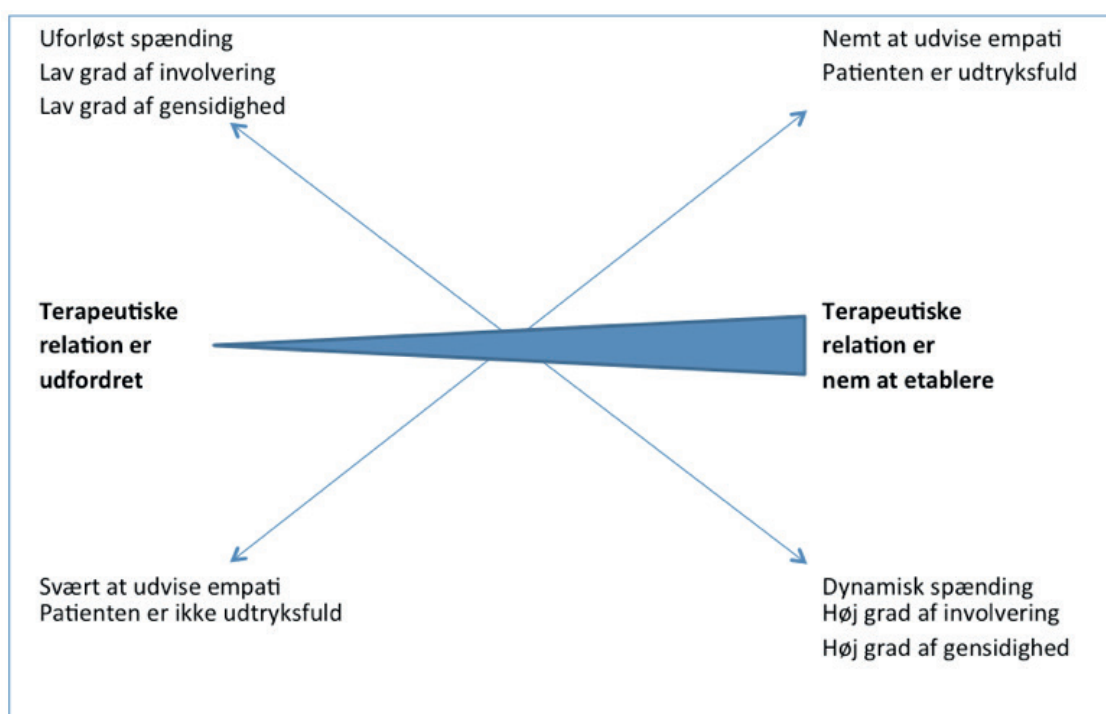 Uforløst spænding
Lav grad af involvering
Lav grad af gensidighed
Nemt at udvise empati
Patienten er udtryksfuld
Terapeutiske
relation er
udfordret
Terapeutiske
relation er
nem at etablere
Svært at udvise empati
Patienten er ikke udtryksfuld
Dynamisk spænding
Høj grad af involvering
Høj grad af gensidighed